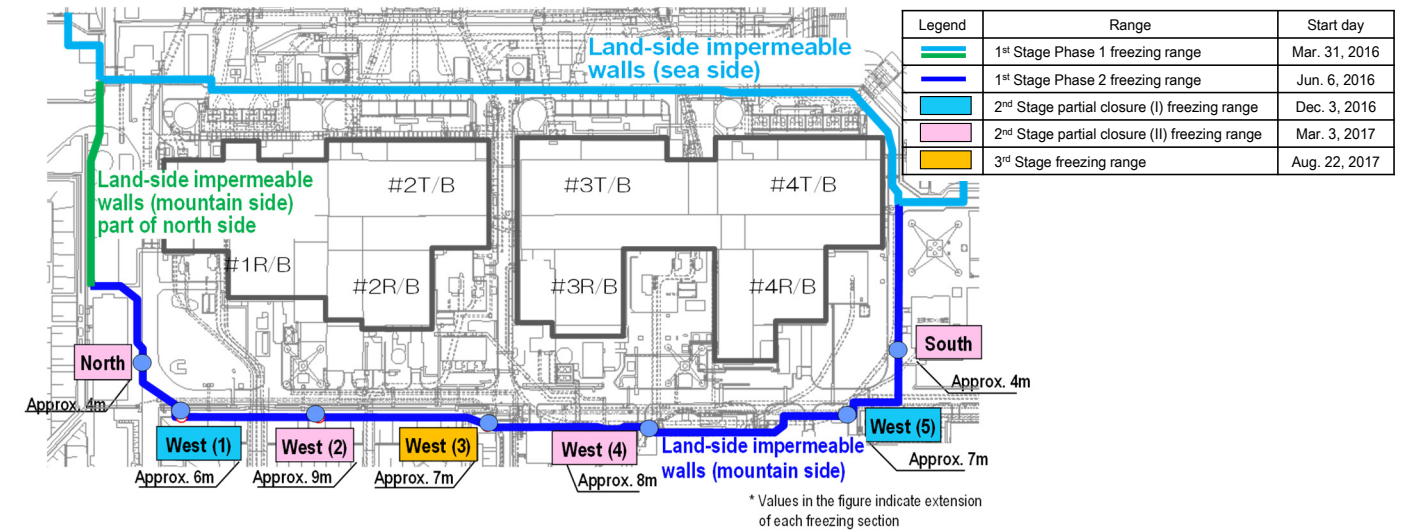 Land-side impermeable
walls (sea side)
Legend Range Start day
1st Stage Phase 1 freezing range Mar. 31, 2016
1st Stage Phase 2 freezing range Jun. 6, 2016
2nd Stage partial closure (I) freezing range Dec. 3, 2016
2nd Stage partial closure (II) freezing range Mar. 3, 2017
3rd Stage freezing range Aug. 22, 2017
Land-side impermeable
walls (mountain side)
part of north side
#2T/B
#3T/B
#4T/B
#1R/B
#2R/B
#3R/B
#4R/B
North
Approx. 4m
South
Approx. 4m
West (1)
Approx. 6m
West (2)
Approx. 9m
West (3)
Approx. 7m
West (4)
Approx. 8m
Land-side impermeable
walls (mountain side)
West (5)
Approx. 7m
* Values in the figure indicate extension
of each freezing section